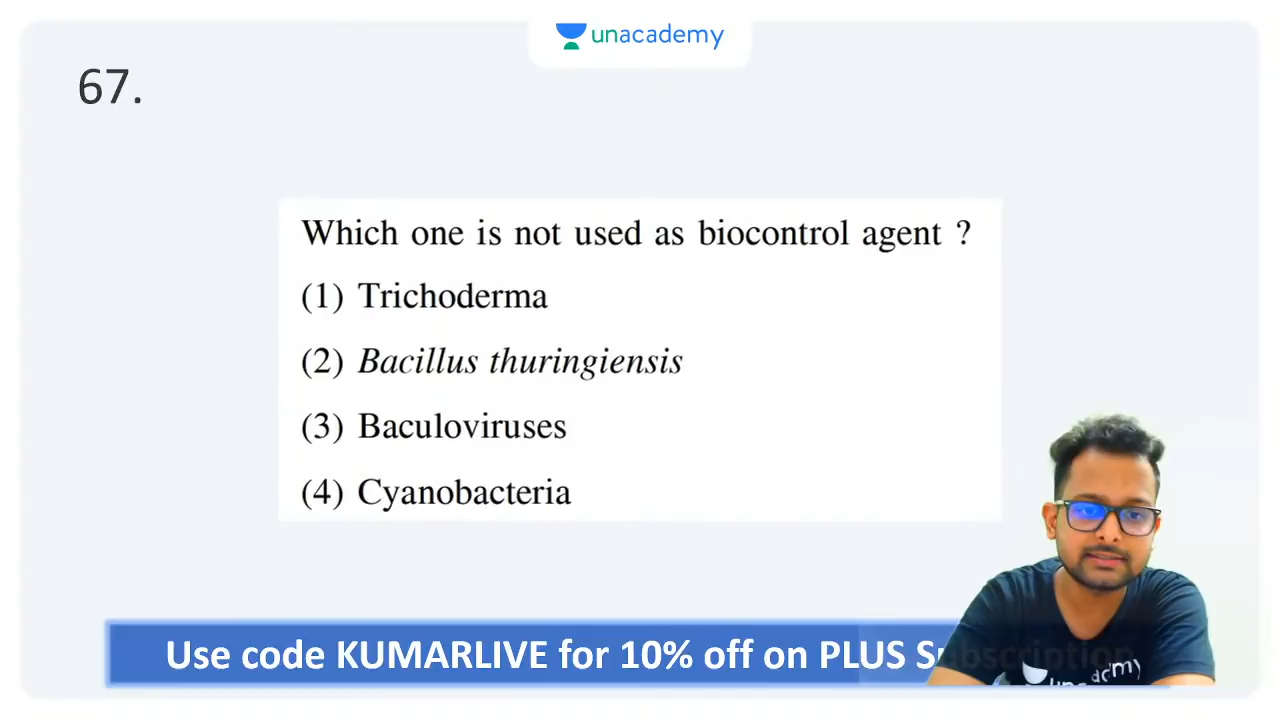 unacademy
67.
Which one is not used as biocontrol agent ?
(1) Trichoderma
(2) Bacillus thuringiensis
(3) Baculoviruses
(4) Cyanobacteria
Use code KUMARLIVE for 10% off on PLUS Subscription